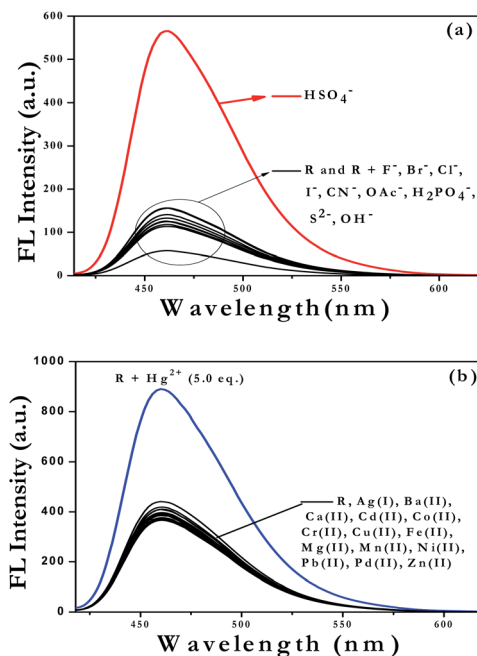 (a)
600
500
400
300
200
100
0
FL Intensity (a.u.)
HSO₄⁻
R and R + F⁻, Br⁻, Cl⁻,
I⁻, CN⁻, OAc⁻, H₂PO₄⁻,
S²⁻, OH⁻
450 500 550 600
Wavelength(nm)
(b)
1000
800
600
400
200
0
FL Intensity (a.u.)
R + Hg²⁺ (5.0 eq.)
R, Ag(I), Ba(II),
Ca(II), Cd(II), Co(II),
Cr(II), Cu(II), Fe(II),
Mg(II), Mn(II), Ni(II),
Pb(II), Pd(II), Zn(II)
450 500 550 600
Wavelength (nm)